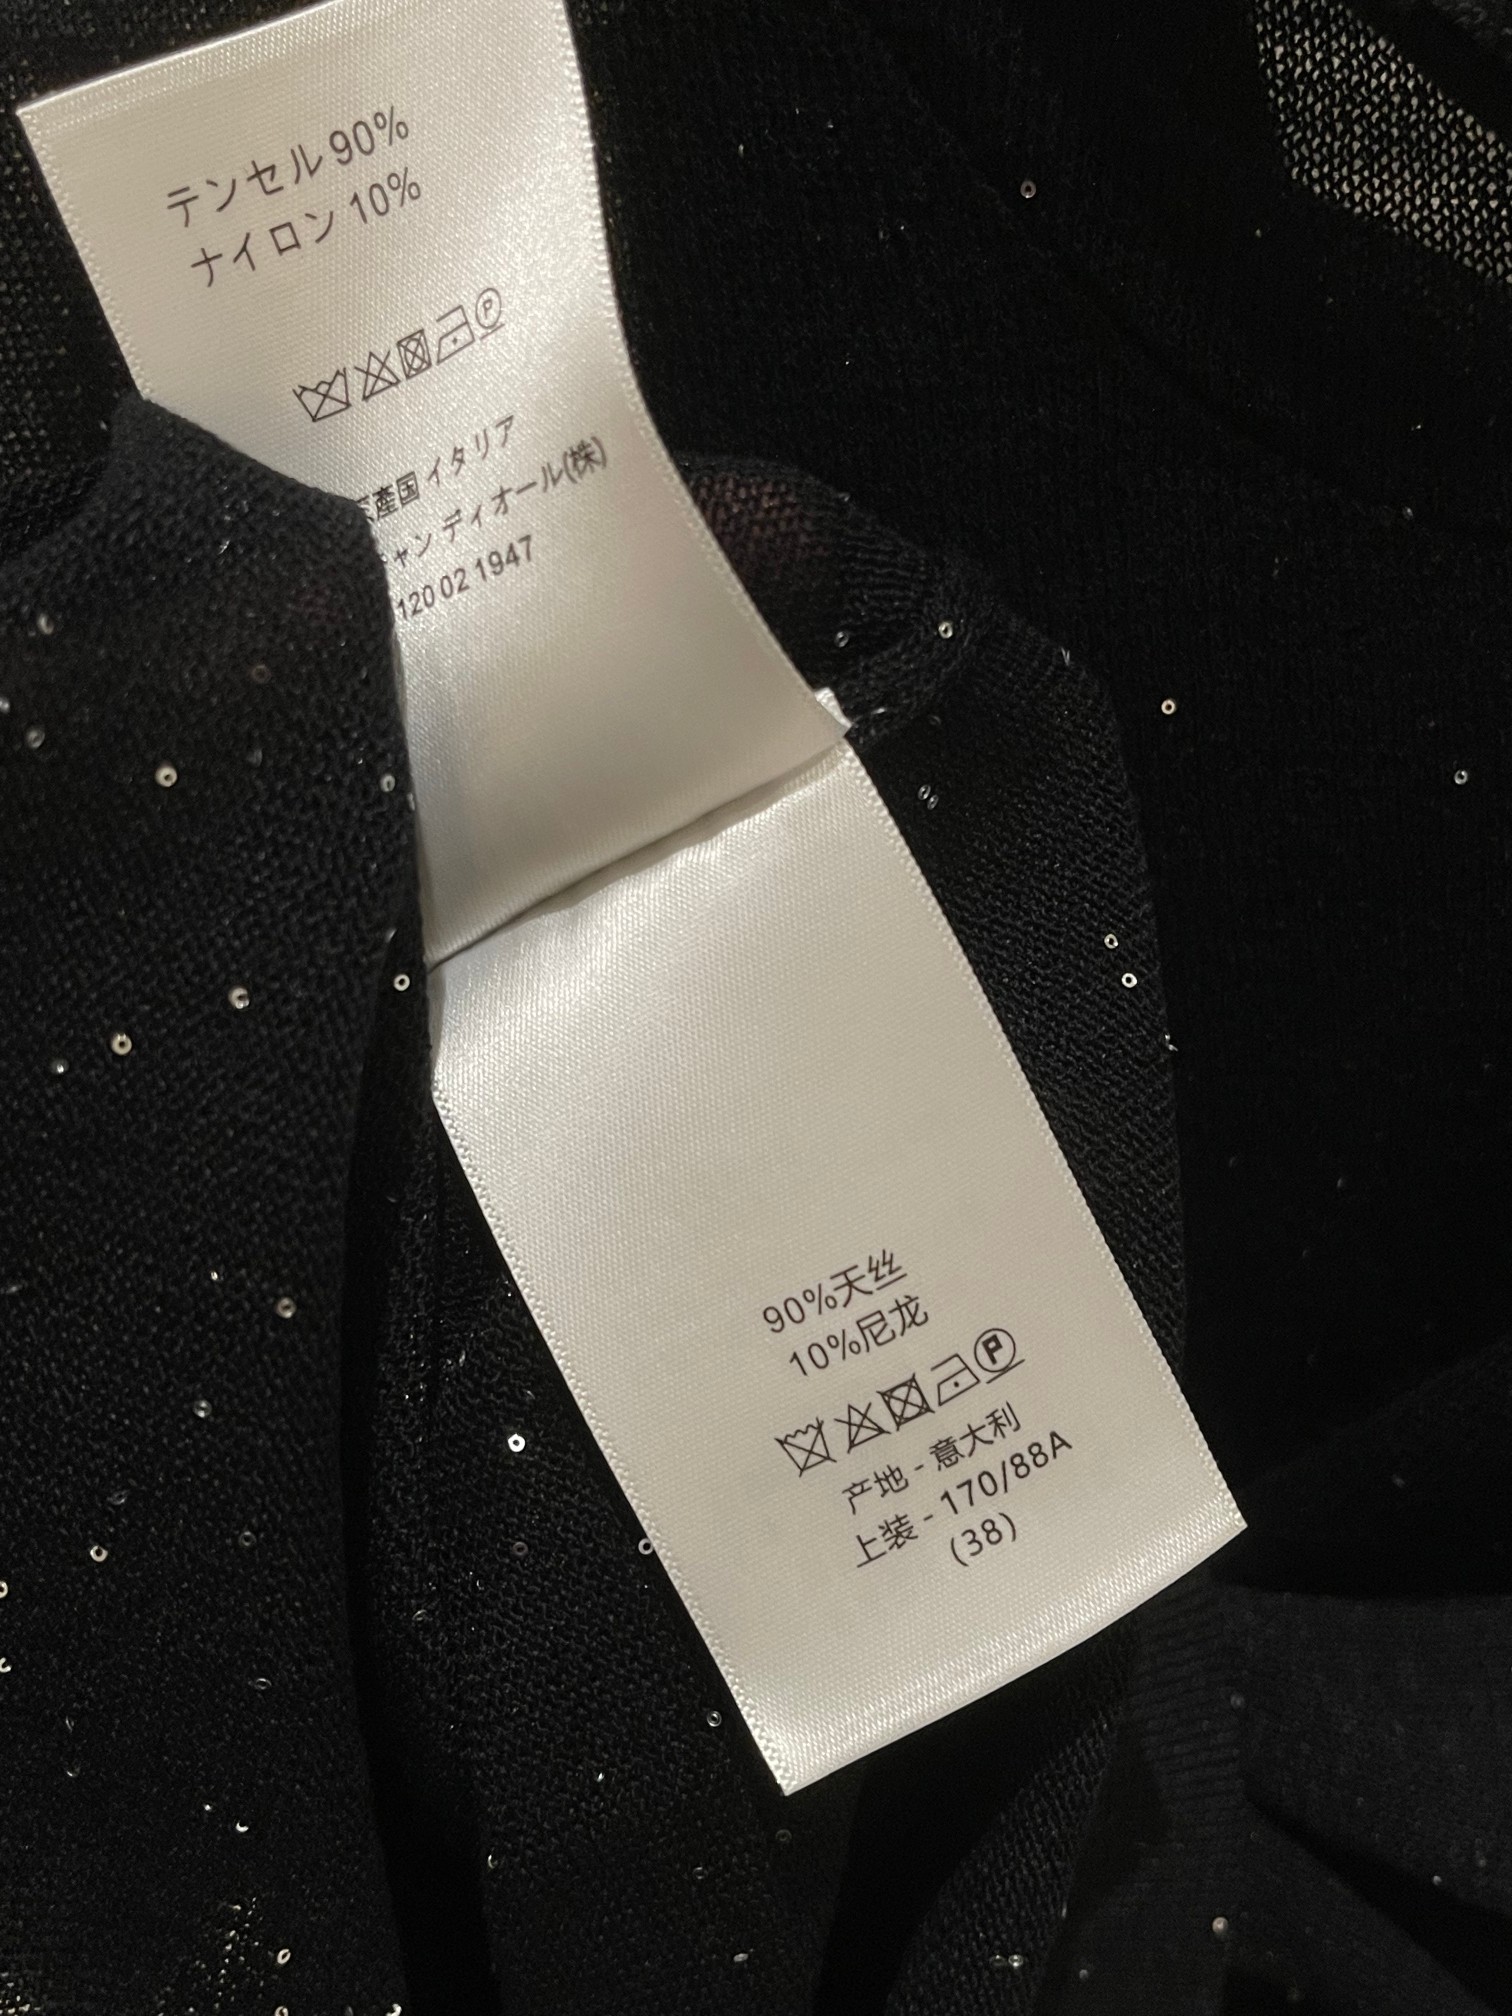 テンセル 90%
ナイロン 10%
P
産国 イタリア
ャン ディオール(株)
120 02 1947
90%天丝
10%尼龙
P
产地 - 意大利
上装 - 170/88A
(38)